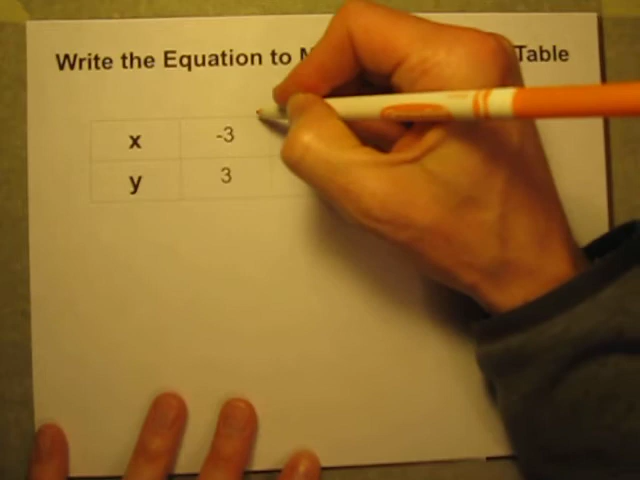 Write the Equation to Table
x -3
y 3